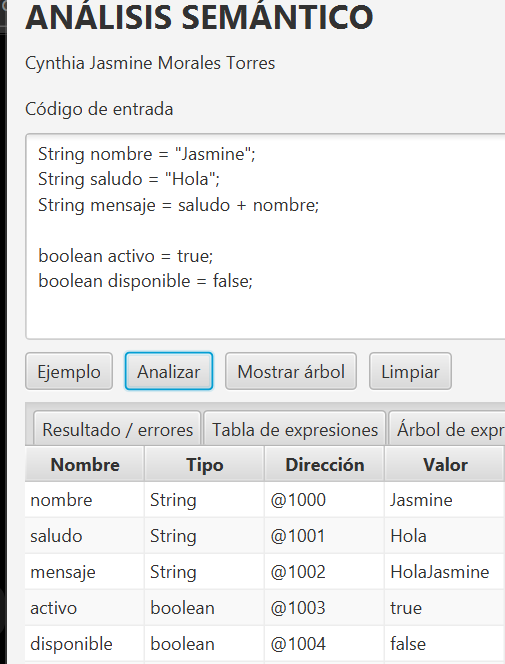 ANÁLISIS SEMÁNTICO
Cynthia Jasmine Morales Torres
Código de entrada
String nombre = "Jasmine";
String saludo = "Hola";
String mensaje = saludo + nombre;
boolean activo = true;
boolean disponible = false;
Ejemplo Analizar Mostrar árbol Limpiar
Resultado / errores Tabla de expresiones Árbol de expr
Nombre Tipo Dirección Valor
nombre String @1000 Jasmine
saludo String @1001 Hola
mensaje String @1002 HolaJasmine
activo boolean @1003 true
disponible boolean @1004 false